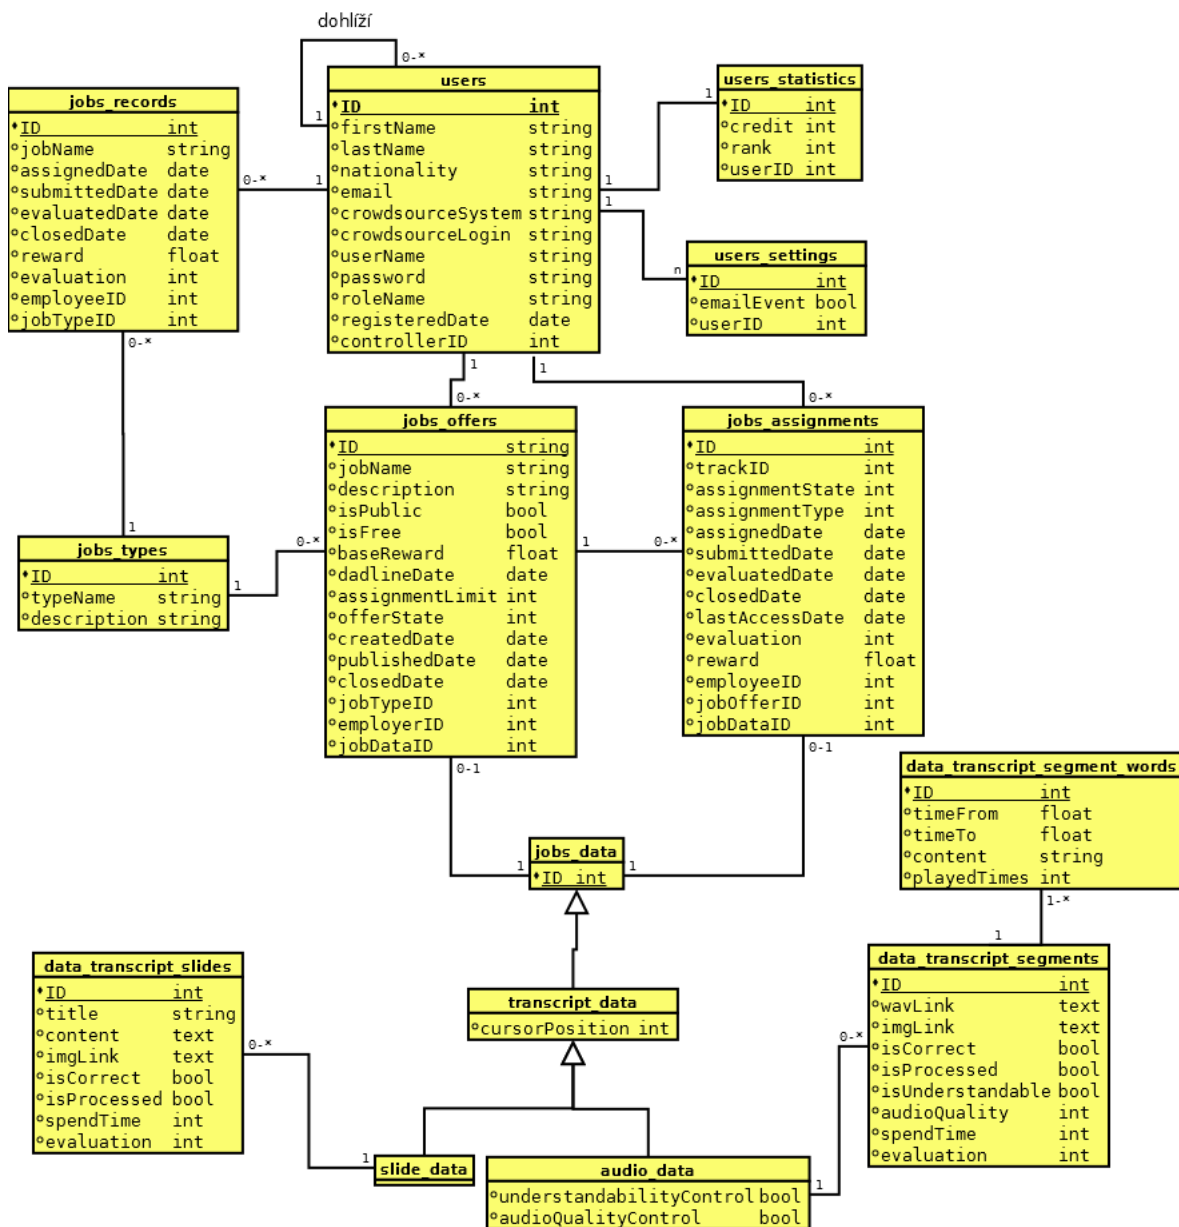 dohlíží
0-*
1
users
ID int
firstName string
lastName string
nationality string
email string
crowdsourceSystem string
crowdsourceLogin string
userName string
password string
roleName string
registeredDate date
controllerID int
users_statistics
ID int
credit int
rank int
userID int
1
1
users_settings
ID int
emailEvent bool
userID int
1
n
jobs_records
ID int
jobName string
assignedDate date
submittedDate date
evaluatedDate date
closedDate date
reward float
evaluation int
employeeID int
jobTypeID int
0-*
1
0-*
1
1
0-*
1
0-*
jobs_types
ID int
typeName string
description string
1
0-*
jobs_offers
ID string
jobName string
description string
isPublic bool
isFree bool
baseReward float
dadlineDate date
assignmentLimit int
offerState int
createdDate date
publishedDate date
closedDate date
jobTypeID int
employerID int
jobDataID int
1
0-*
jobs_assignments
ID int
trackID int
assignmentState int
assignmentType int
assignedDate date
submittedDate date
evaluatedDate date
closedDate date
lastAccessDate date
evaluation int
reward float
employeeID int
jobOfferID int
jobDataID int
0-1
0-1
1
1
jobs_data
ID int
data_transcript_segment_words
ID int
timeFrom float
timeTo float
content string
playedTimes int
1-*
1
data_transcript_slides
ID int
title string
content text
imgLink text
isCorrect bool
isProcessed bool
spendTime int
evaluation int
0-*
1
transcript_data
cursorPosition int
data_transcript_segments
ID int
wavLink text
imgLink text
isCorrect bool
isProcessed bool
isUnderstandable bool
audioQuality int
spendTime int
evaluation int
0-*
1
slide_data
audio_data
understandabilityControl bool
audioQualityControl bool